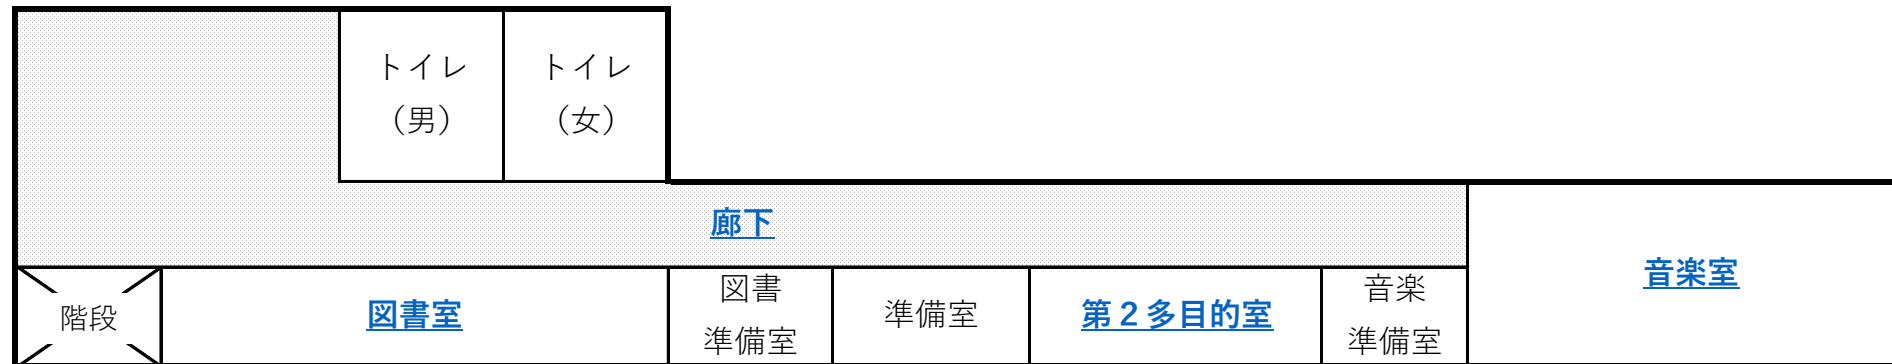 トイレ
（男）
トイレ
（女）
廊下
音楽室
階段
図書室
図書
準備室
準備室
第２多目的室
音楽
準備室